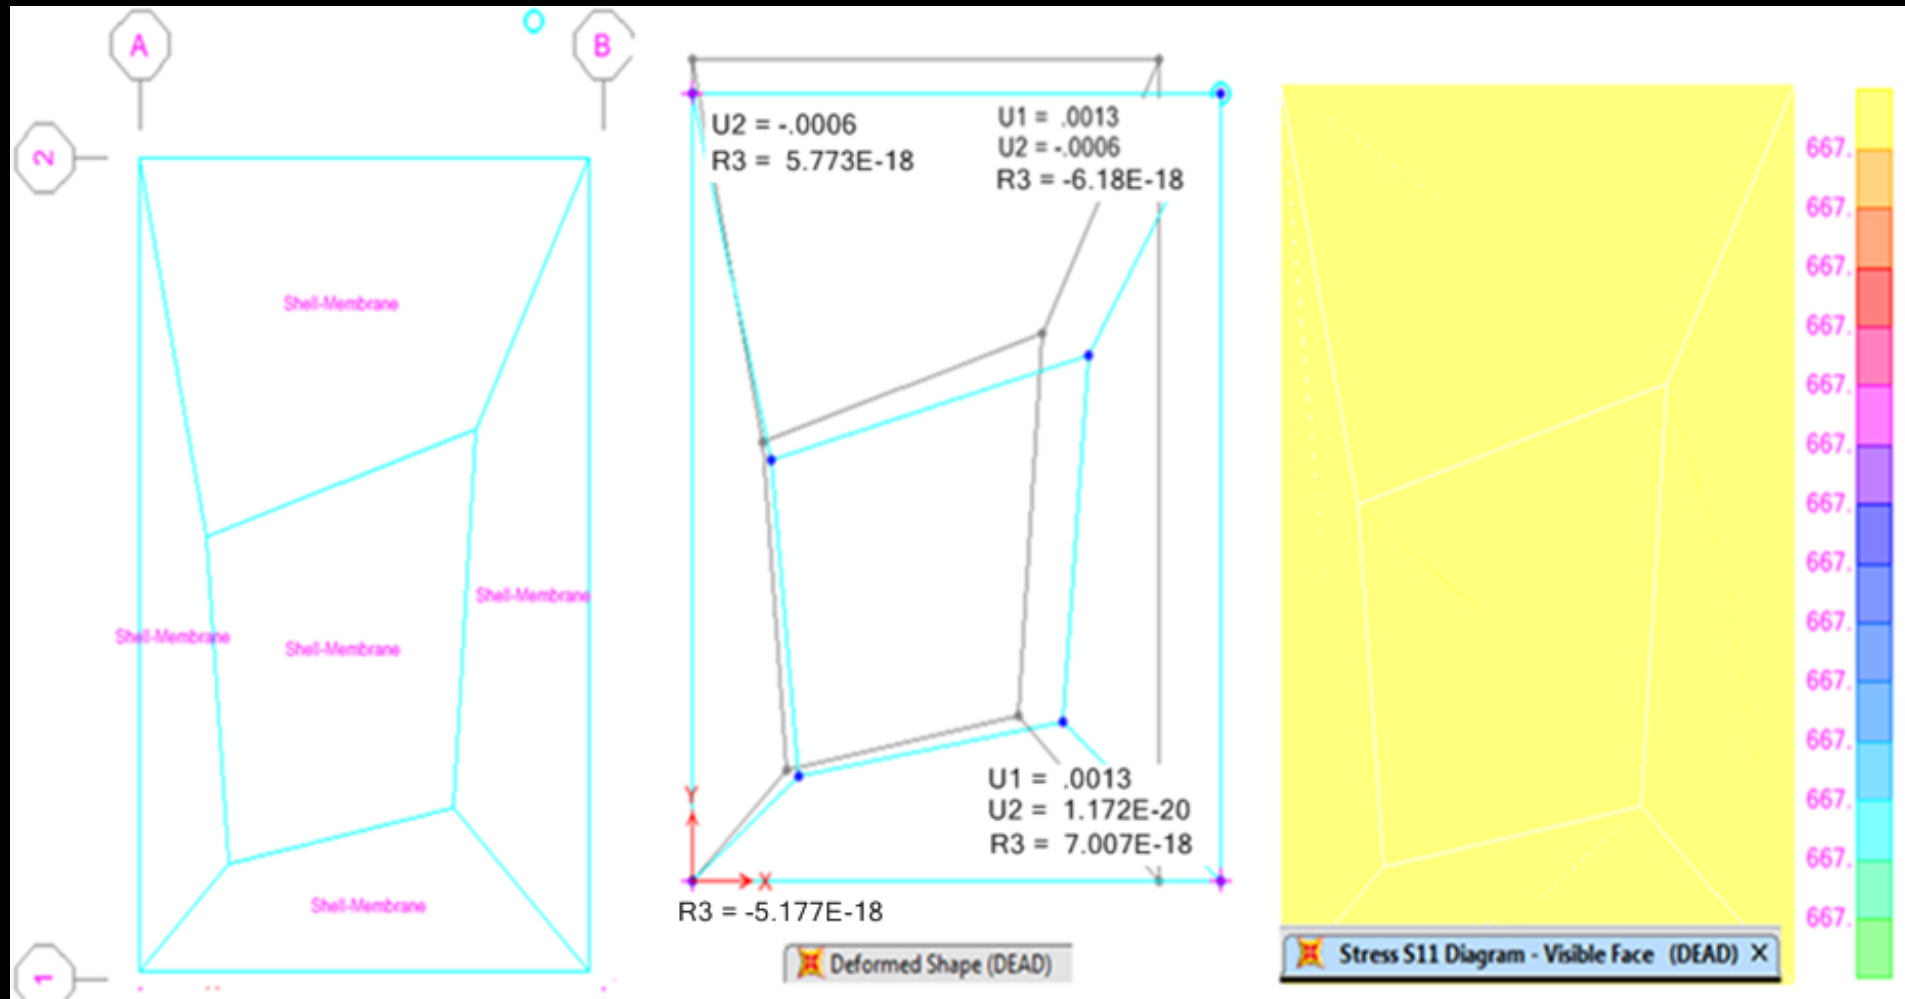 A
B
2
Shell-Membrane
Shell-Membrane
Shell-Membrane
Shell-Membrane
Shell-Membrane
1
U2 = -.0006
R3 = 5.773E-18
U1 = .0013
U2 = -.0006
R3 = -6.18E-18
Y
X
U1 = .0013
U2 = 1.172E-20
R3 = 7.007E-18
R3 = -5.177E-18
Deformed Shape (DEAD)
667.
667.
667.
667.
667.
667.
667.
667.
667.
667.
667.
667.
667.
667.
Stress S11 Diagram - Visible Face (DEAD) X